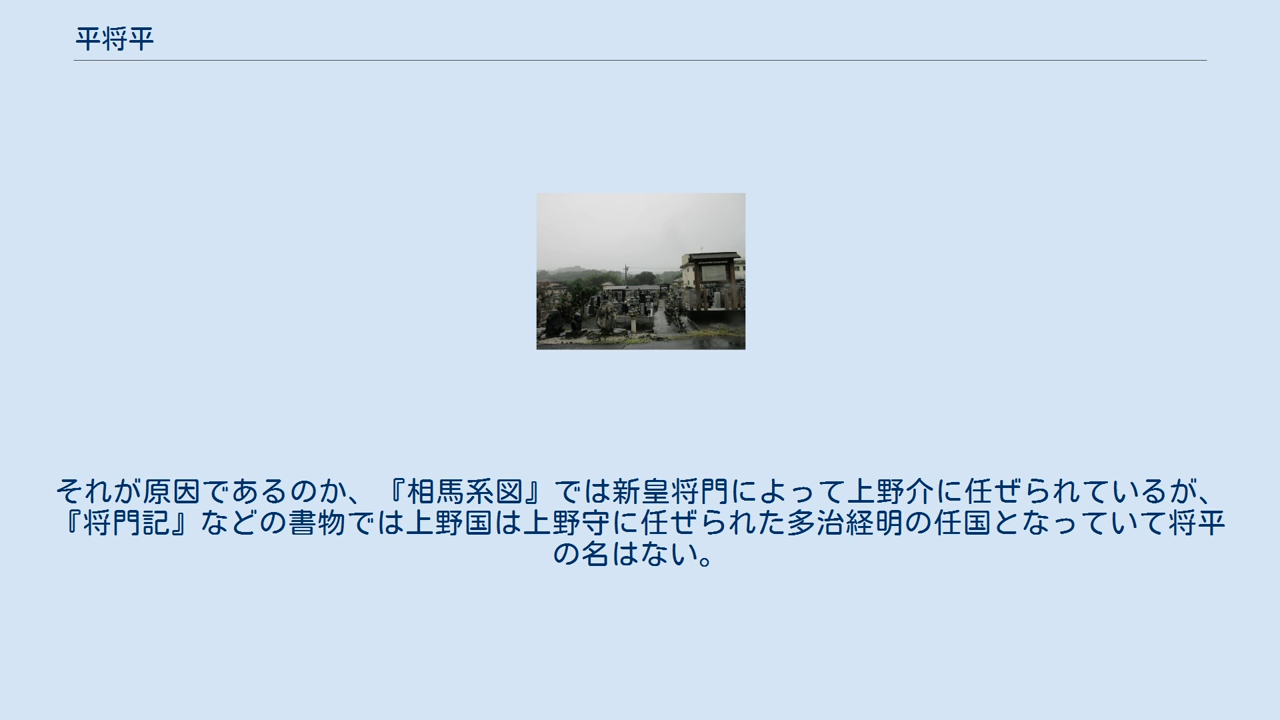 平将平
それが原因であるのか、『相馬系図』では新皇将門によって上野介に任ぜられているが、
『将門記』などの書物では上野国は上野守に任ぜられた多治経明の任国となっていて将平
の名はない。